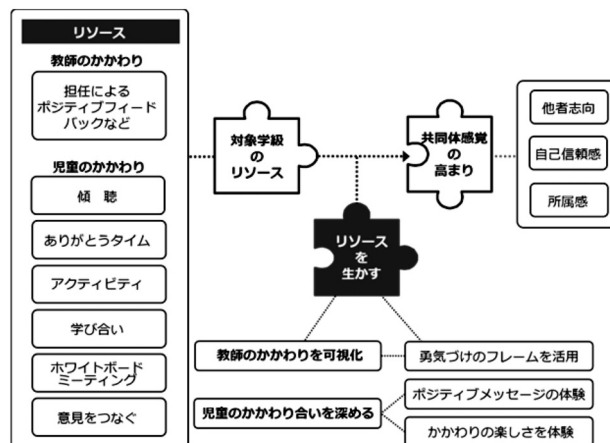 リソース
教師のかかわり
担任による
ポジティブフィード
バックなど
児童のかかわり
傾 聴
ありがとうタイム
アクティビティ
学び合い
ホワイトボード
ミーティング
意見をつなぐ
対象学級
の
リソース
共同体感覚
の
高まり
他者志向
自己信頼感
所属感
リソース
を
生かす
教師のかかわりを可視化
勇気づけのフレームを活用
児童のかかわり合いを深める
ポジティブメッセージの体験
かかわりの楽しさを体験